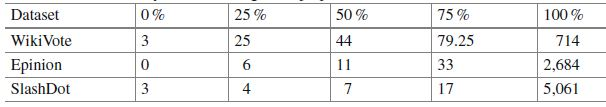 Dataset 0 % 25 % 50 % 75 % 100 %
WikiVote 3 25 44 79.25 714
Epinion 0 6 11 33 2,684
SlashDot 3 4 7 17 5,061